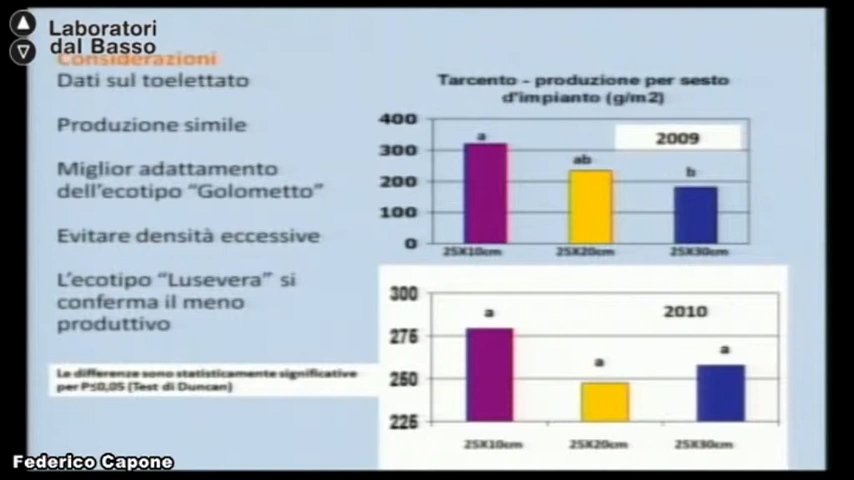 Laboratori
dal Basso
Considerazioni
Dati sul toelettato
Produzione simile
Miglior adattamento
dell'ecotipo "Golometto"
Evitare densità eccessive
L'ecotipo "Lusevera" si
conferma il meno
produttivo
Le differenze sono statisticamente significative
per P≤0,05 (Test di Duncan)
Tarcento - produzione per sesto
d'impianto (g/m2)
400
300
200
100
0
2009
a
ab
b
25X10cm 25X20cm 25X30cm
300
275
250
225
2010
a
a
a
25X10cm 25X20cm 25X30cm
Federico Capone